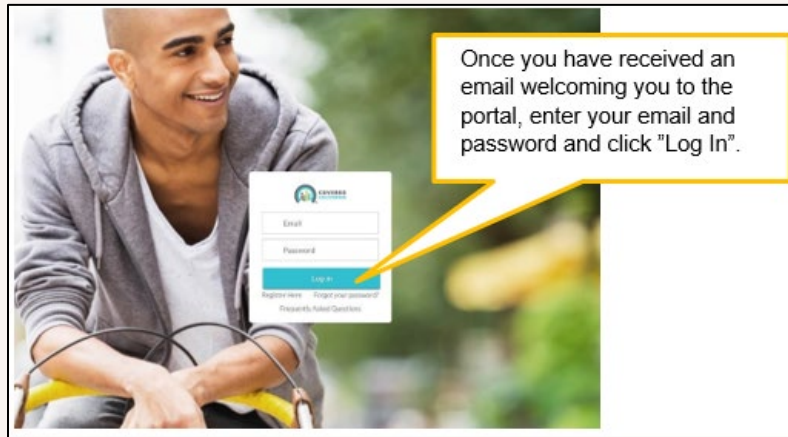 Once you have received an
email welcoming you to the
portal, enter your email and
password and click ”Log In”.
COVERED
CALIFORNIA
Email
Password
Log in
Register Here Forgot your password?
Frequently Asked Questions